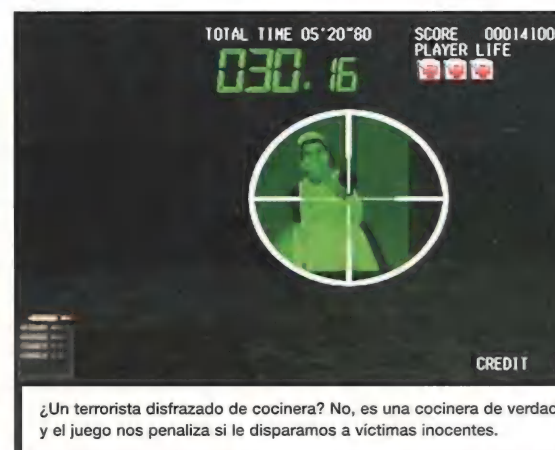 TOTAL TIME 05'20"80
SCORE 00014100
PLAYER LIFE
030.16
CREDIT
¿Un terrorista disfrazado de cocinera? No, es una cocinera de verdad
y el juego nos penaliza si le disparamos a víctimas inocentes.